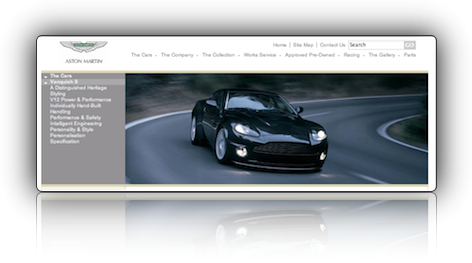 Home | Site Map | Contact Us Search GO
ASTON MARTIN
The Cars - The Company - The Collection - Works Service - Approved Pre-Owned - Racing - The Gallery - Parts
The Cars
Vanquish S
A Distinguished Heritage
Styling
V12 Power & Performance
Individually Hand-Built
Handling
Performance & Safety
Intelligent Engineering
Personality & Style
Personalisation
Specification